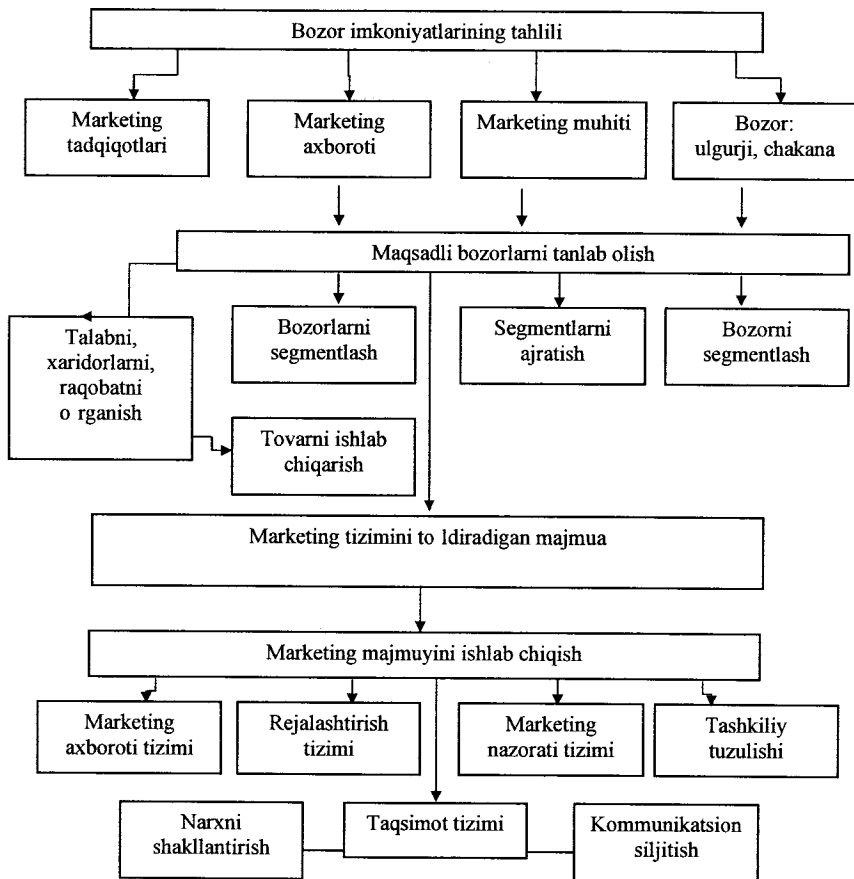 Bozor imkoniyatlarining tahlili
Marketing
tadqiqotlari
Marketing
axboroti
Marketing muhiti
Bozor:
ulgurji, chakana
Maqsadli bozorlarni tanlab olish
Talabni,
xaridorlarni,
raqobatni
o rganish
Bozorlarni
segmentlash
Segmentlarni
ajratish
Bozorni
segmentlash
Tovarni ishlab
chiqarish
Marketing tizimini to ldiradigan majmua
Marketing majmuyini ishlab chiqish
Marketing
axboroti tizimi
Rejalashtirish
tizimi
Marketing
nazorati tizimi
Tashkiliy
tuzulishi
Narxni
shakllantirish
Taqsimot tizimi
Kommunikatsion
siljitish